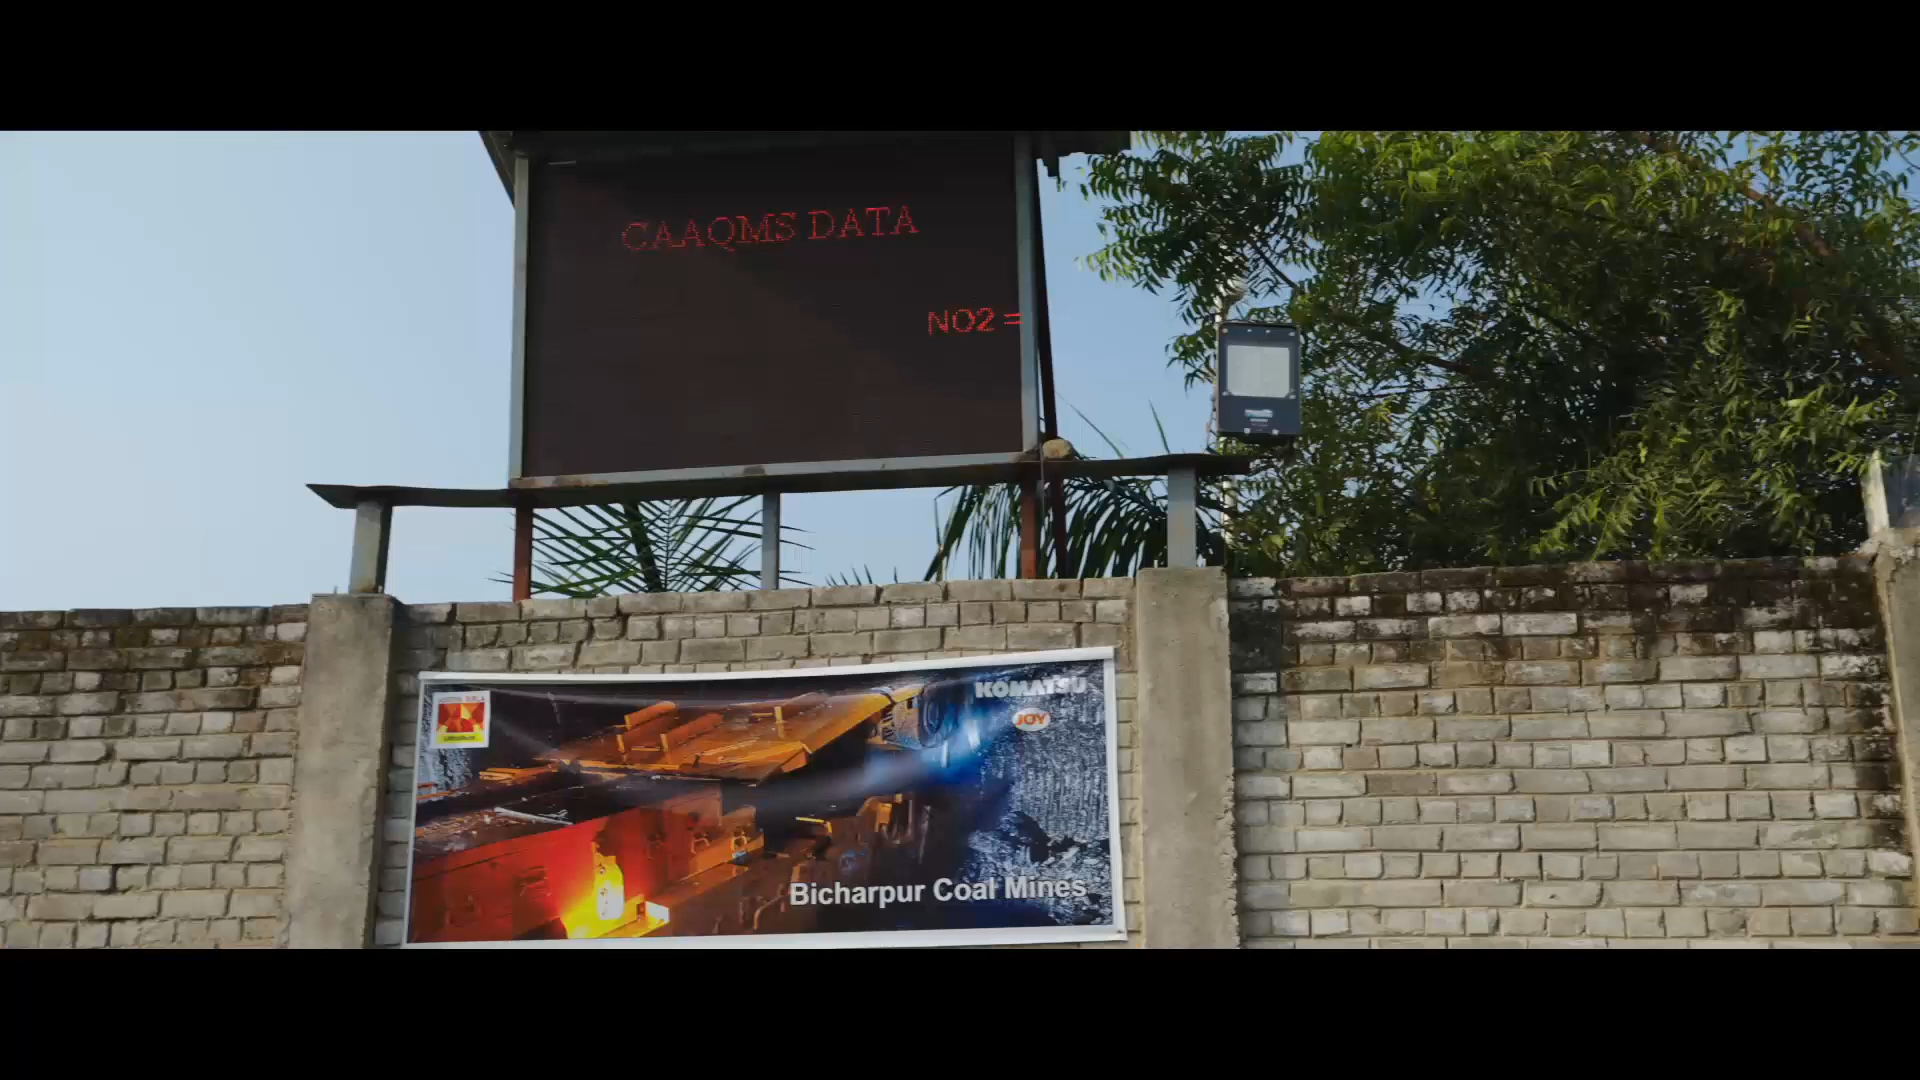 CAAQMS DATA
NO2 =
KOMATSU
JOY
Bicharpur Coal Mines